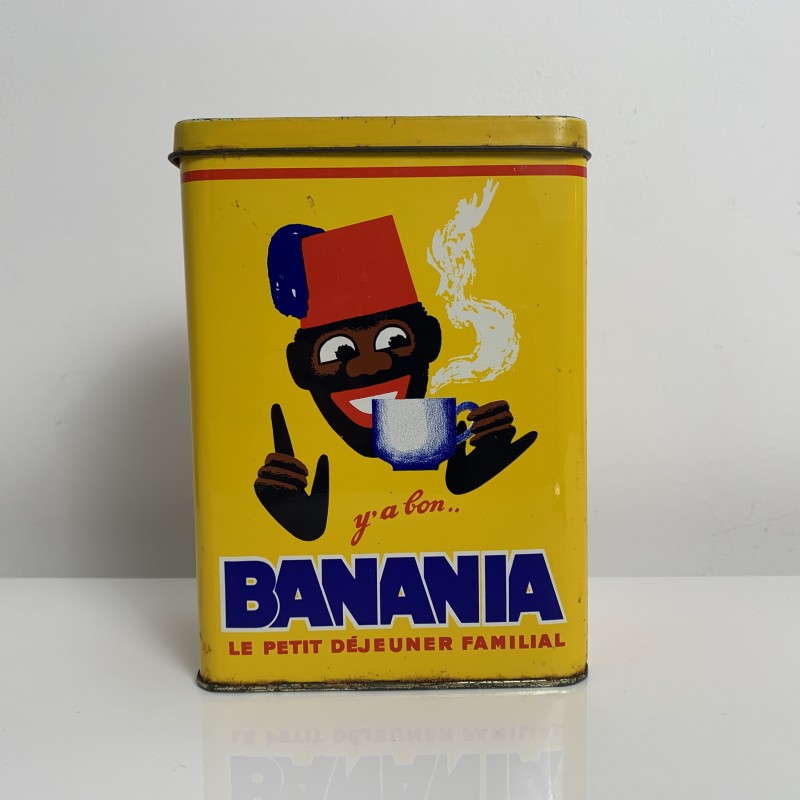 y'a bon..
BANANIA
LE PETIT DÉJEUNER FAMILIAL